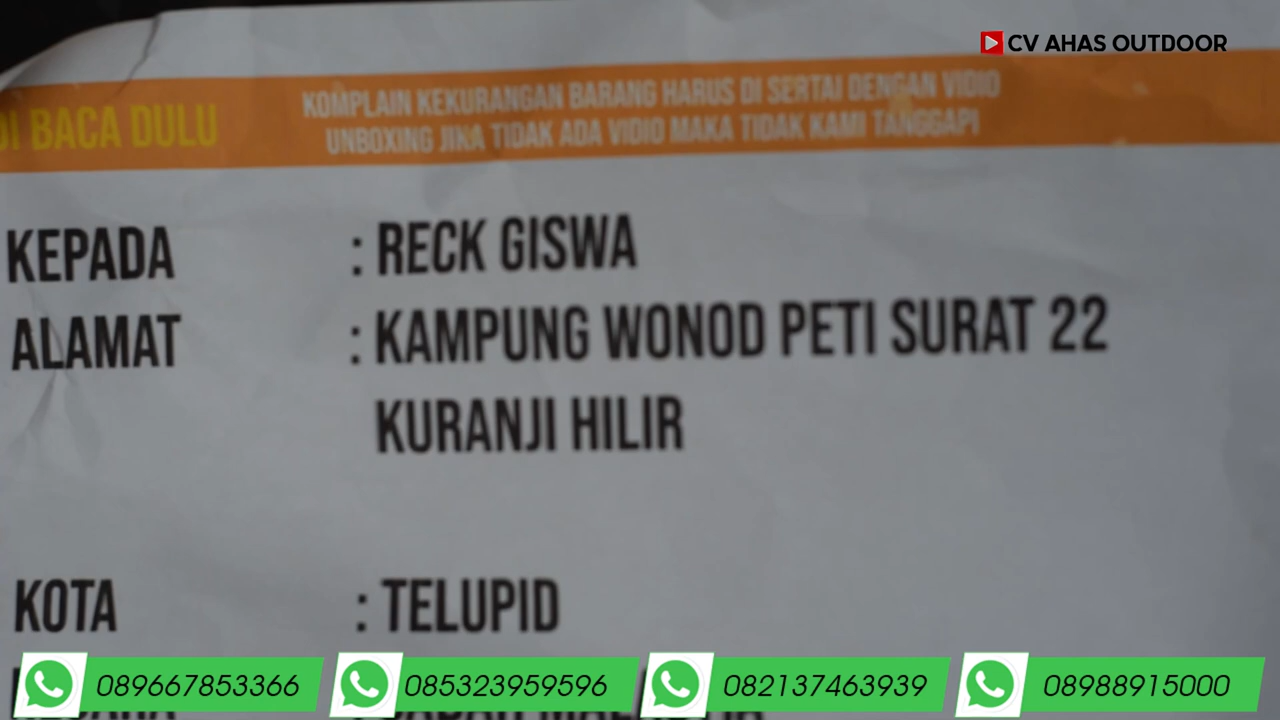 CV AHAS OUTDOOR
DI BACA DULU
KOMPLAIN KEKURANGAN BARANG HARUS DI SERTAI DENGAN VIDIO
UNBOXING JIKA TIDAK ADA VIDIO MAKA TIDAK KAMI TANGGAPI
KEPADA : RECK GISWA
ALAMAT : KAMPUNG WONOD PETI SURAT 22
KURANJI HILIR
KOTA : TELUPID
089667853366 085323959596 082137463939 08988915000